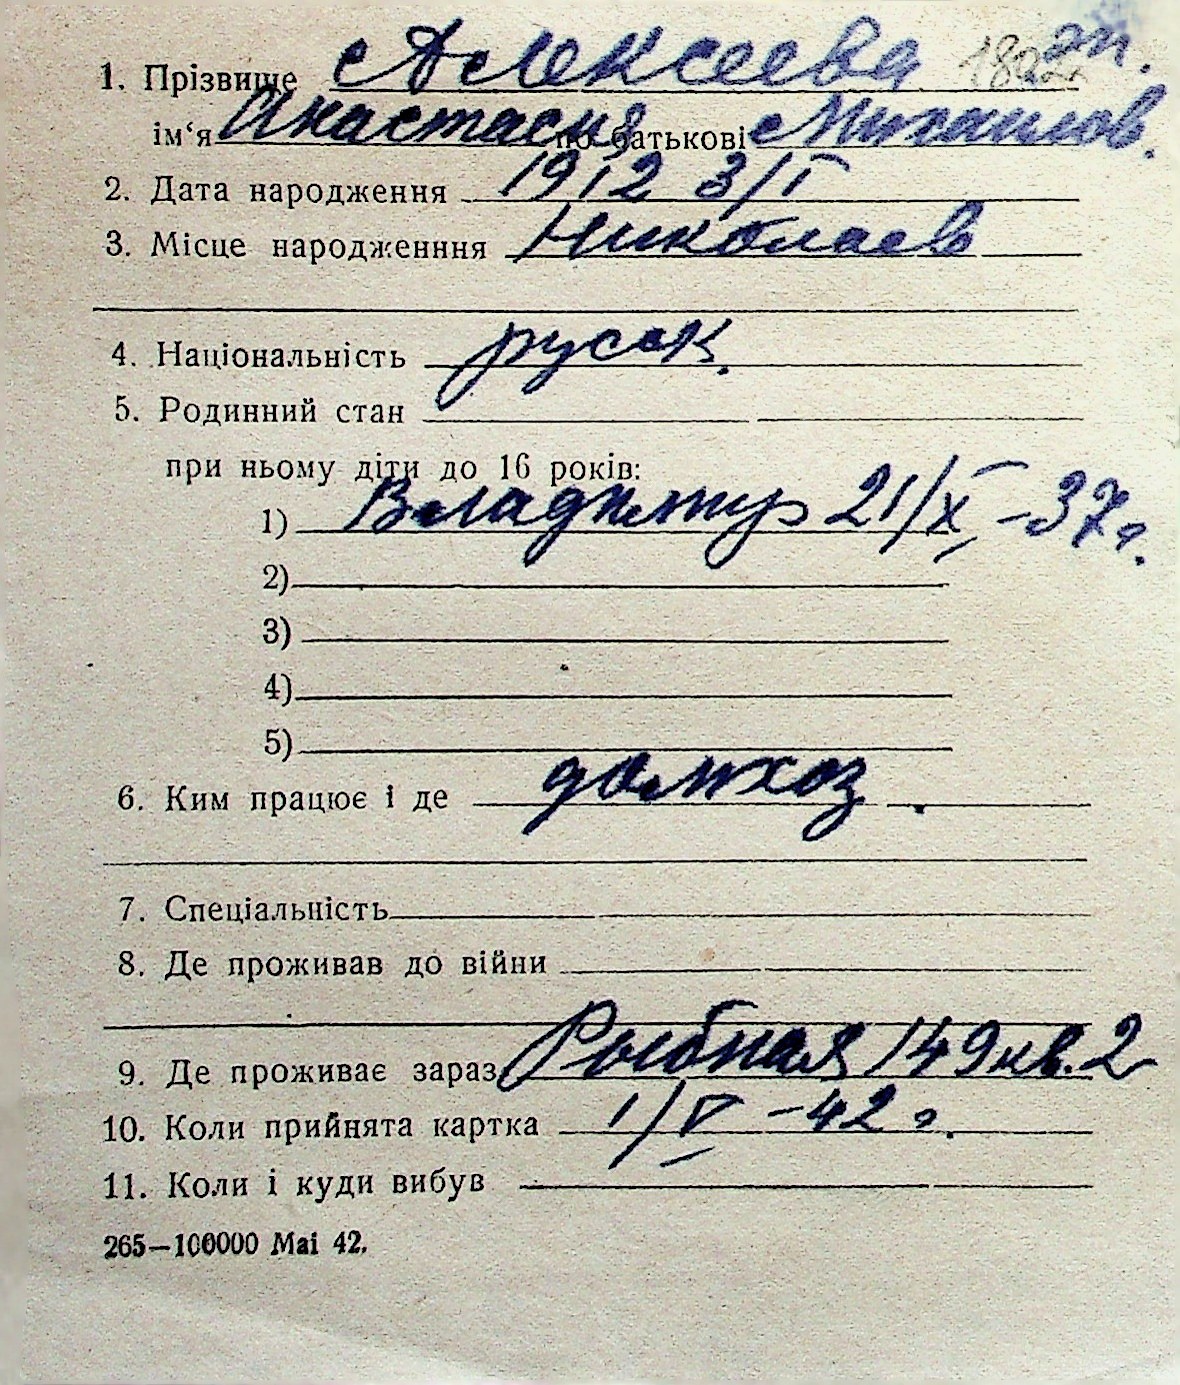 1. Прізвище Алексеева
ім‘я Анастасия по батькові Михаилов.
2. Дата народження 1912 3/I
3. Місце народженння Николаев
4. Національність русск.
5. Родинний стан
при ньому діти до 16 років:
1) Владимир 21/X -37г.
2)
3)
4)
5)
6. Ким працює і де домхоз.
7. Спеціальність
8. Де проживав до війни
9. Де проживає зараз Рыбная 149 кв. 2
10. Коли прийнята картка 1/V -42 г.
11. Коли і куди вибув
265—100000 Mai 42.